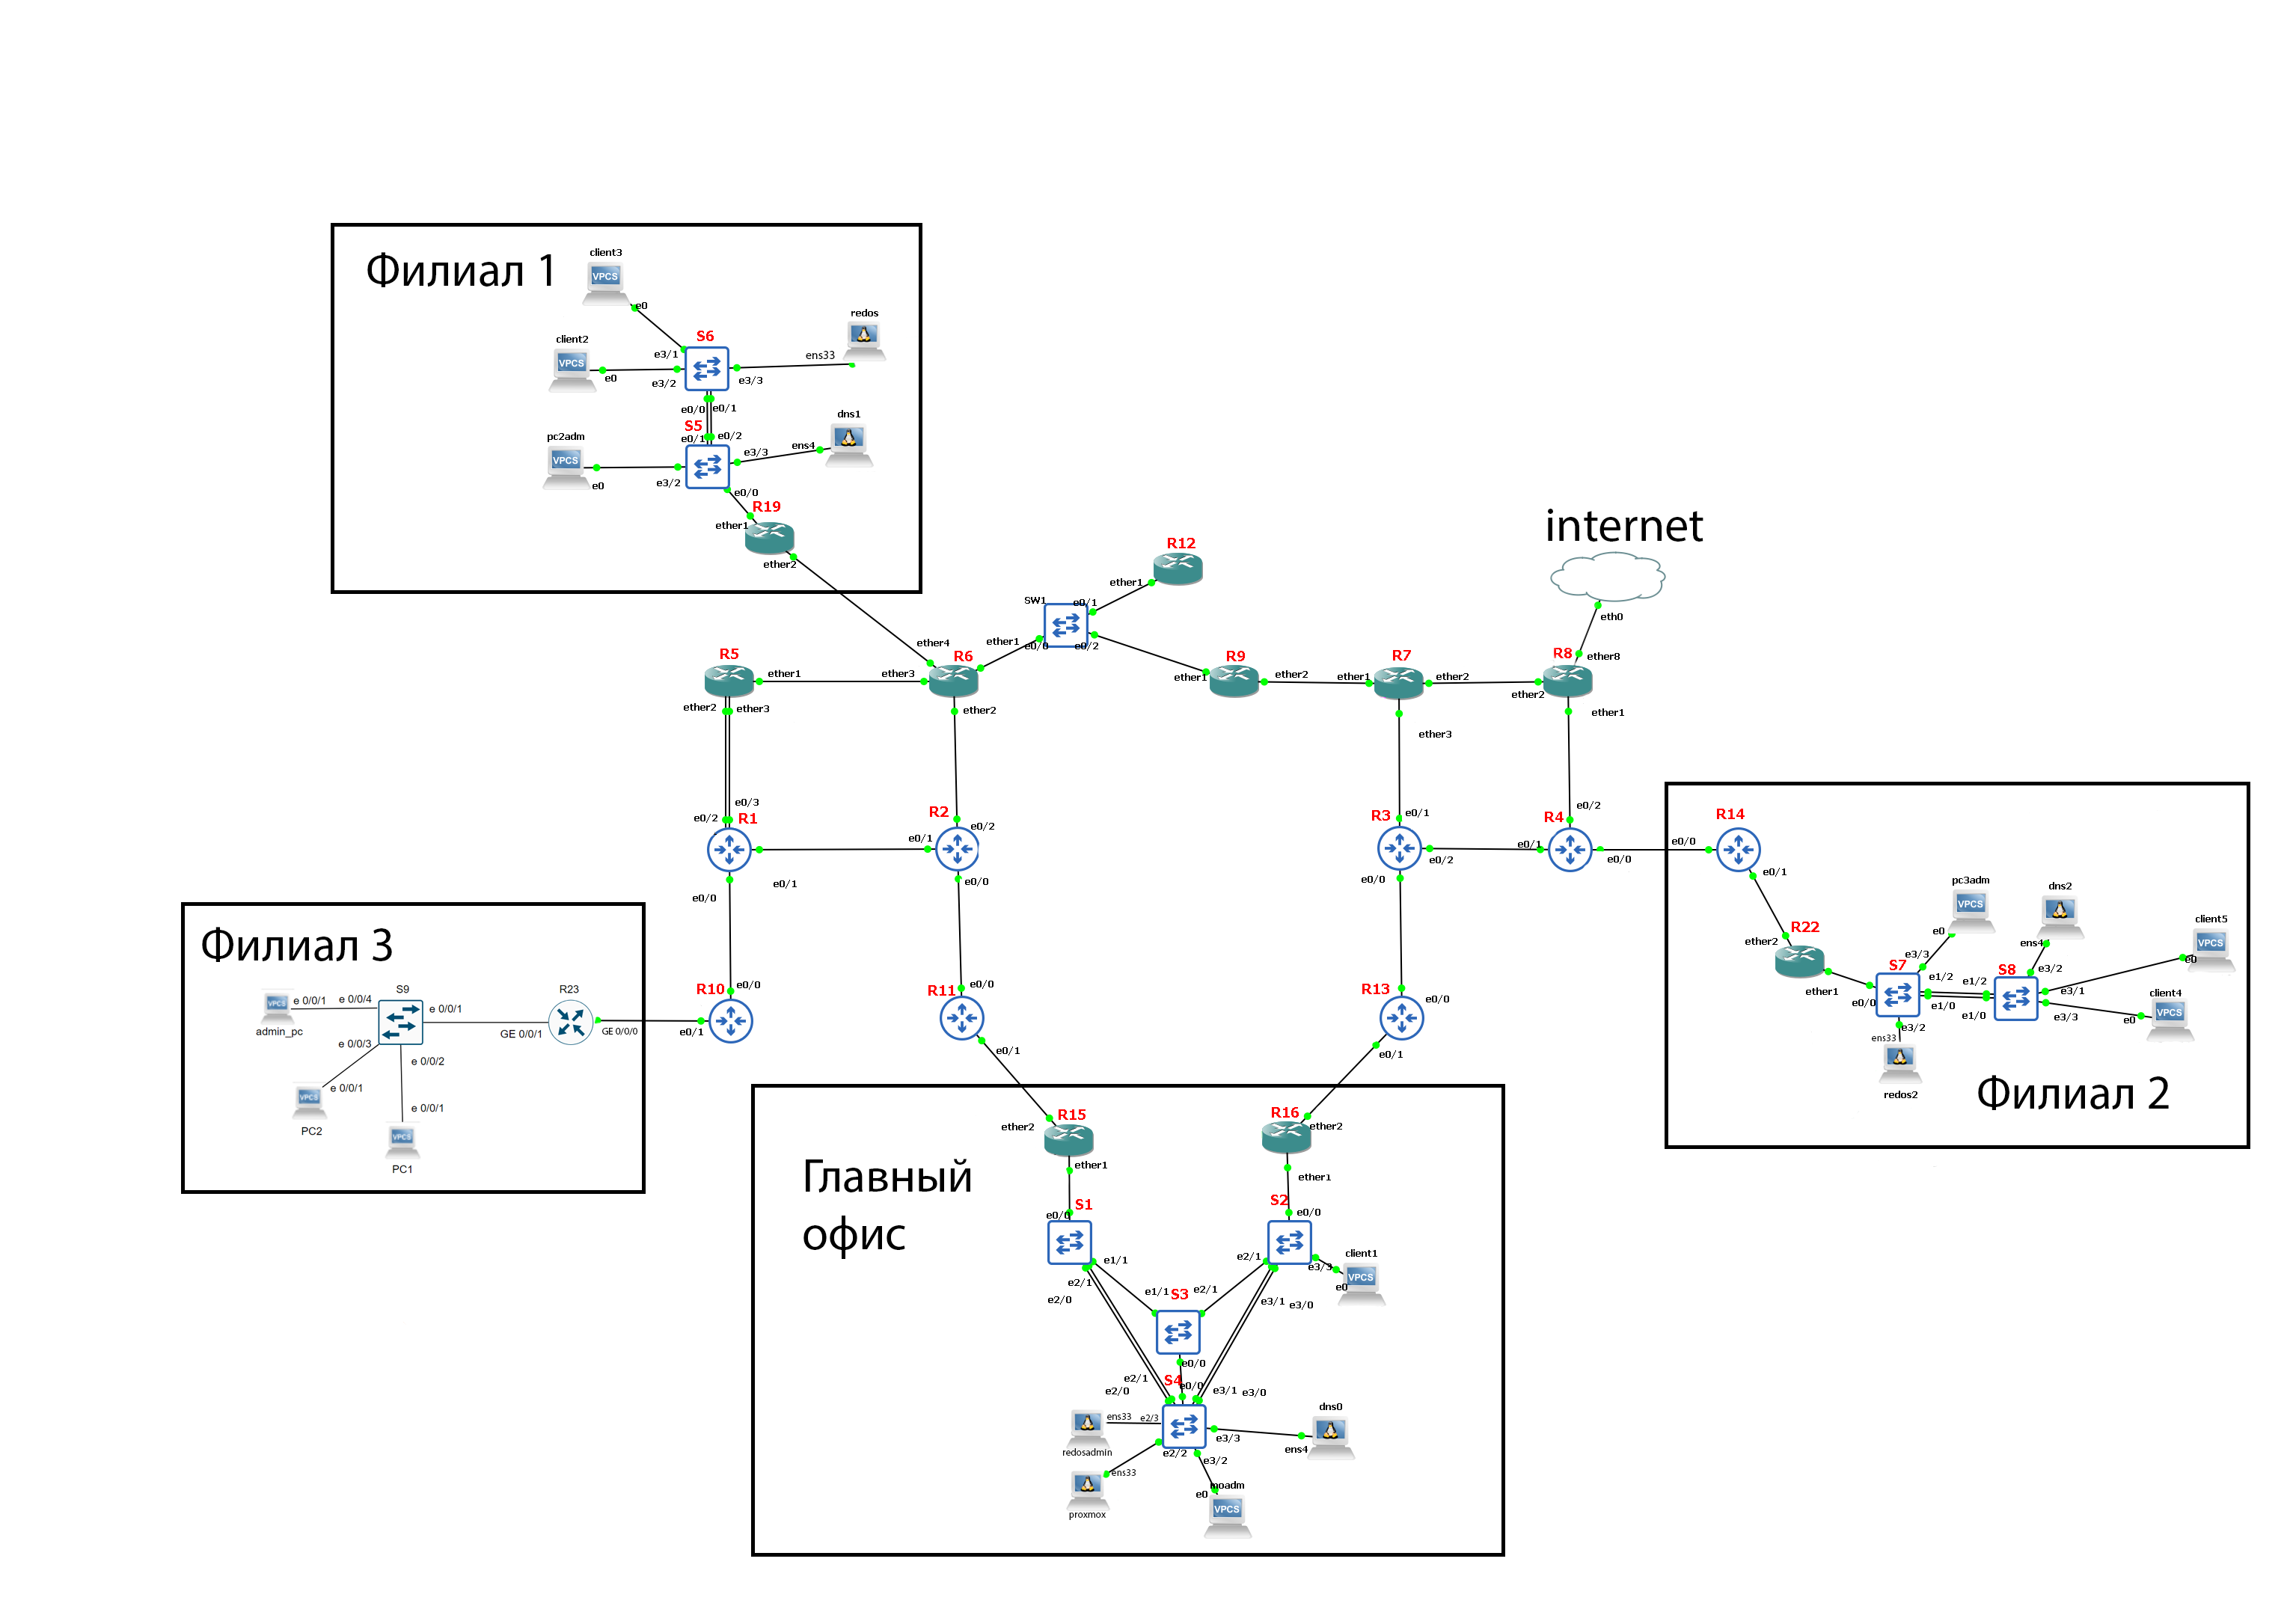 Филиал 1
client3
e0
client2
e0
S6
e3/1
e3/2
e3/3
ens33
redos
e0/0
e0/1
S5
e0/1
e0/2
pc2adm
e0
e3/2
e3/3
ens4
dns1
e0/0
R19
ether1
ether2
internet
eth0
R12
ether1
SW1
e0/1
e0/0
e0/2
ether4
ether1
R5
ether1
ether3
R6
ether2
ether3
ether2
R9
ether1
ether2
R7
ether1
ether2
ether3
R8
ether8
ether2
ether1
e0/3
e0/2
R1
e0/1
e0/0
R2
e0/1
e0/2
e0/0
R3
e0/1
e0/2
e0/0
R4
e0/2
e0/1
e0/0
R14
e0/0
e0/1
R22
ether2
ether1
pc3adm
e0
dns2
ens4
client5
e0
S7
e3/3
e1/2
e0/0
e1/0
e3/2
ens33
redos2
S8
e1/2
e3/2
e1/0
e3/1
e3/3
client4
e0
Филиал 2
Филиал 3
S9
R23
e 0/0/1
e 0/0/4
admin_pc
e 0/0/1
GE 0/0/1
GE 0/0/0
e 0/0/3
e 0/0/2
e 0/0/1
PC2
e 0/0/1
PC1
R10
e0/0
e0/1
R11
e0/0
e0/1
R13
e0/0
e0/1
Главный
офис
R15
ether2
ether1
R16
ether2
ether1
S1
e0/0
e1/1
e2/1
e2/0
S2
e0/0
e2/1
e3/3
client1
e0
e1/1
S3
e2/1
e3/1
e3/0
e0/0
S4
e0/0
e2/1
e2/0
e3/1
e3/0
ens33
e2/3
redosadmin
ens33
e2/2
proxmox
e3/3
ens4
dns0
e3/2
e0
moadm